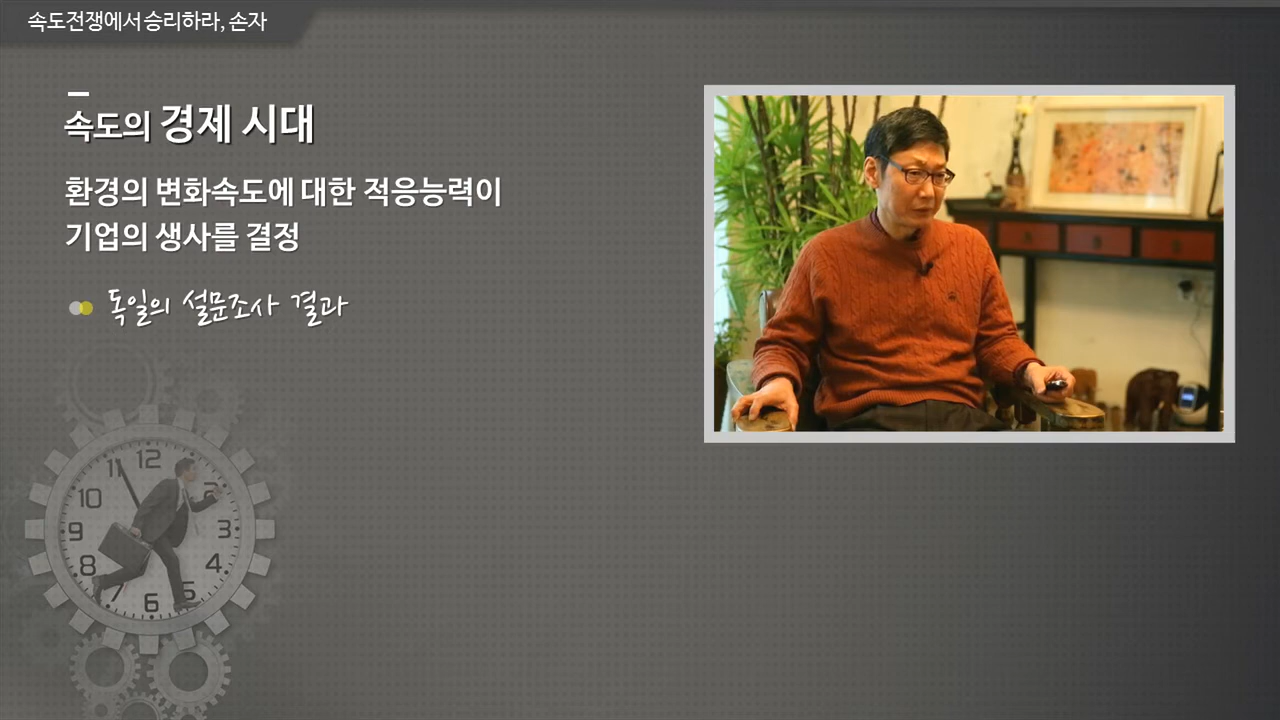 속도전쟁에서 승리하라, 손자
속도의 경제 시대
환경의 변화속도에 대한 적응능력이
기업의 생사를 결정
독일의 설문조사 결과
11 12
10
9 3
8 4
7 6 5